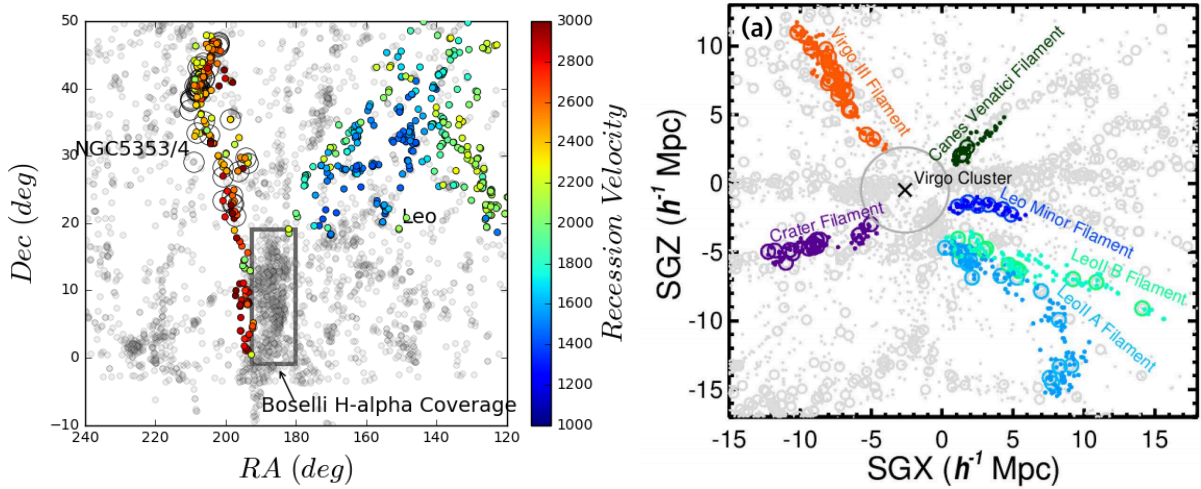 50
40
30
20
10
0
−10
240
220
200
180
160
140
120
Dec (deg)
RA (deg)
NGC5353/4
Leo
Boselli H-alpha Coverage
3000
2800
2600
2400
2200
2000
1800
1600
1400
1200
1000
Recession Velocity
(a)
10
5
0
-5
-10
-15
-15
-10
-5
0
5
10
15
SGZ (h⁻¹ Mpc)
SGX (h⁻¹ Mpc)
Virgo III Filament
Canes Venatici Filament
Virgo Cluster
Crater Filament
Leo Minor Filament
LeoII B Filament
LeoII A Filament